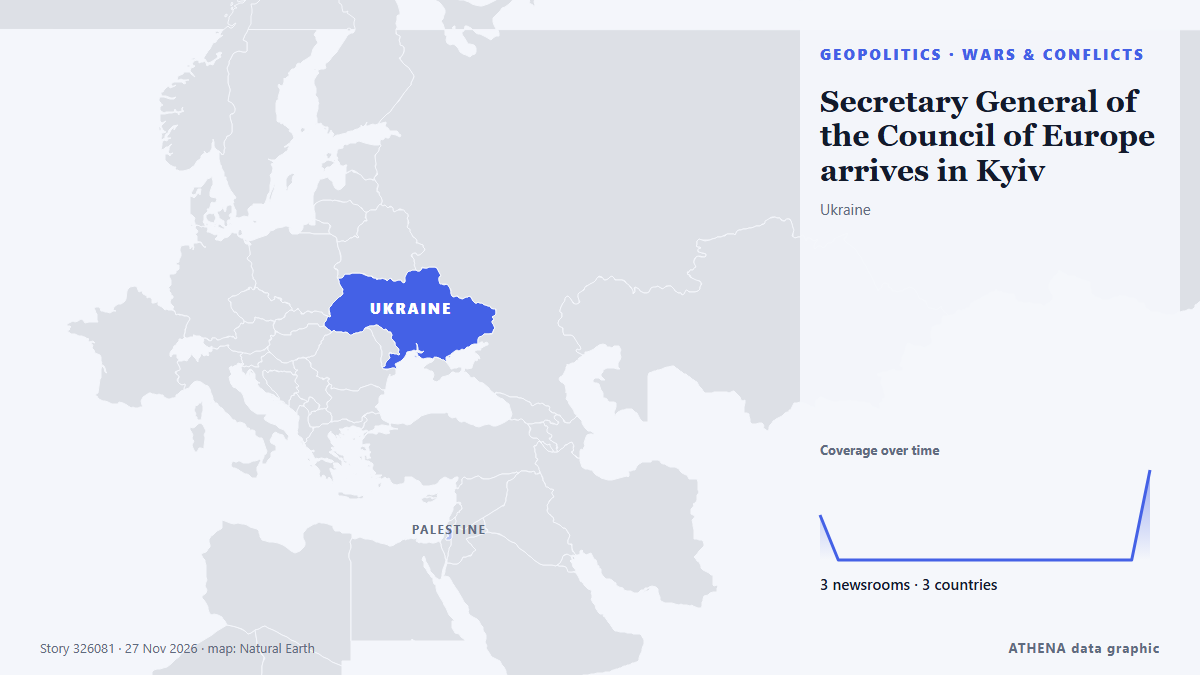 GEOPOLITICS · WARS & CONFLICTS
Secretary General of
the Council of Europe
arrives in Kyiv
Ukraine
UKRAINE
PALESTINE
Coverage over time
3 newsrooms · 3 countries
Story 326081 · 27 Nov 2026 · map: Natural Earth
ATHENA data graphic